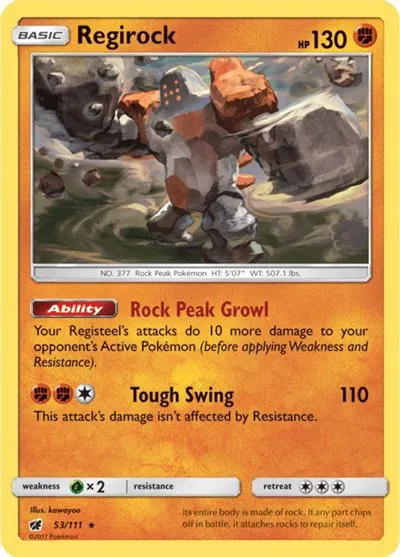 BASIC Regirock HP 130
NO. 377 Rock Peak Pokémon HT: 5'07" WT: 507.1 lbs.
Ability Rock Peak Growl
Your Registeel's attacks do 10 more damage to your
opponent's Active Pokémon (before applying Weakness and
Resistance).
Tough Swing 110
This attack's damage isn't affected by Resistance.
weakness ×2 resistance retreat
Illus. kawayoo
53/111 ★
©2017 Pokémon
Its entire body is made of rock. If any part chips
off in battle, it attaches rocks to repair itself.